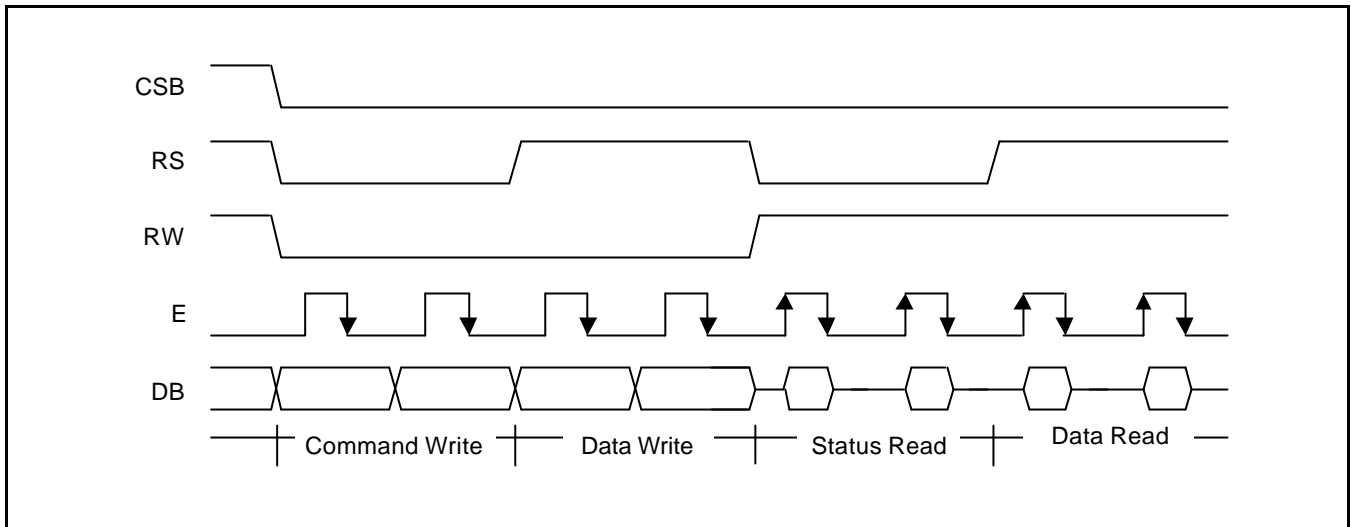 CSB
RS
RW
E
DB
Command Write Data Write Status Read Data Read